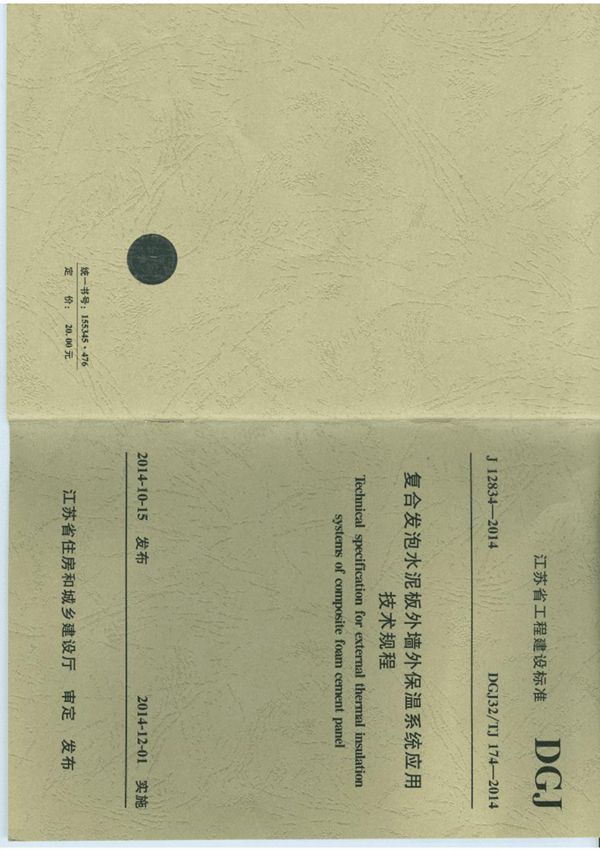 江苏省工程建设标准 DGJ
J 12834—2014 DGJ32/TJ 174—2014
复合发泡水泥板外墙外保温系统应用
技术规程
Technical specification for external thermal insulation
systems of composite foam cement panel
2014-10-15 发布 2014-12-01 实施
江苏省住房和城乡建设厅 审定 发布
统一书号：155345·476
定 价： 20.00元